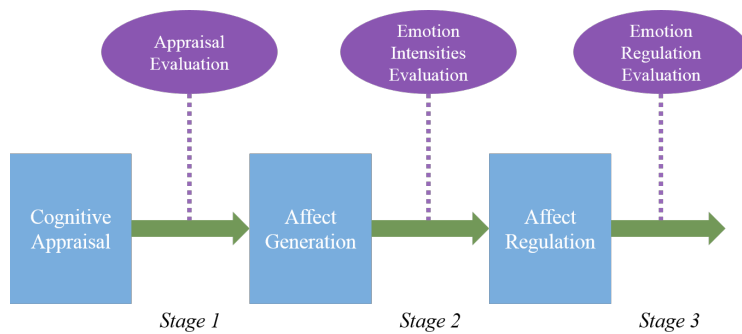 Appraisal
Evaluation
Emotion
Intensities
Evaluation
Emotion
Regulation
Evaluation
Cognitive
Appraisal
Affect
Generation
Affect
Regulation
Stage 1
Stage 2
Stage 3